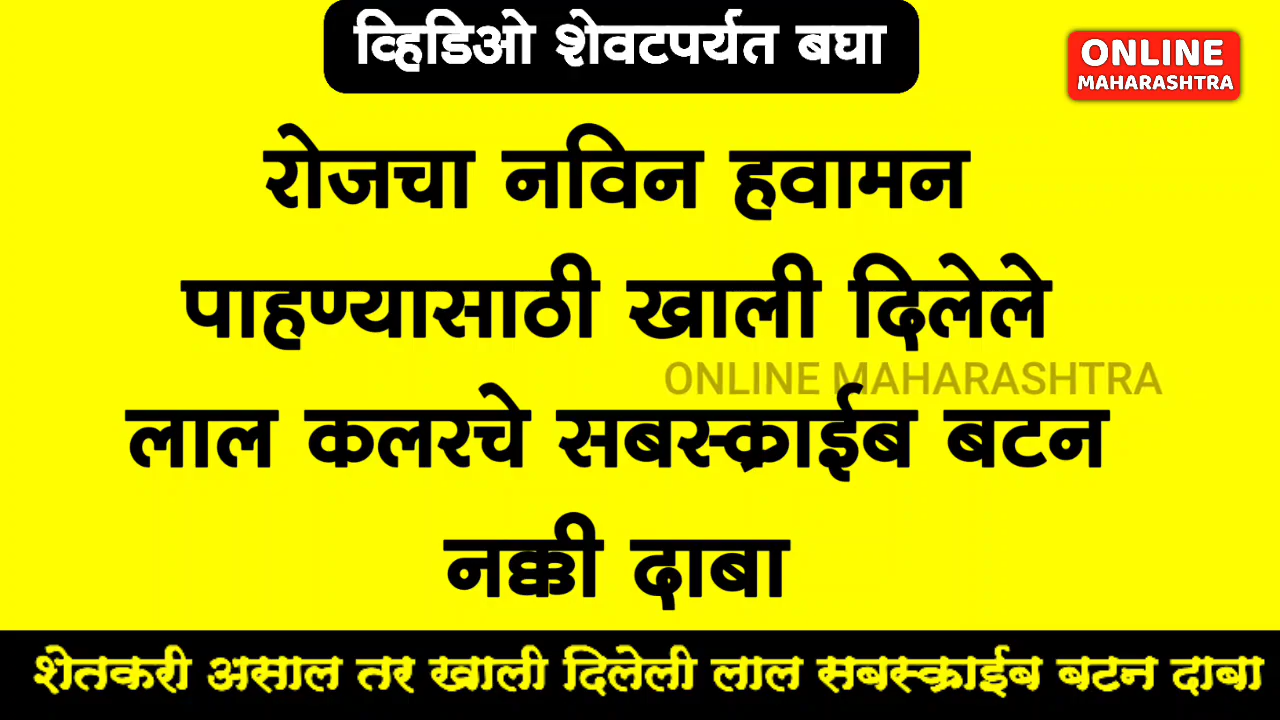 व्हिडिओ शेवटपर्यत बघा
ONLINE
MAHARASHTRA
रोजचा नविन हवामन
पाहण्यासाठी खाली दिलेले
ONLINE MAHARASHTRA
लाल कलरचे सबस्क्राईब बटन
नक्की दाबा
शेतकरी असाल तर खाली दिलेली लाल सबस्क्राईब बटन दाबा